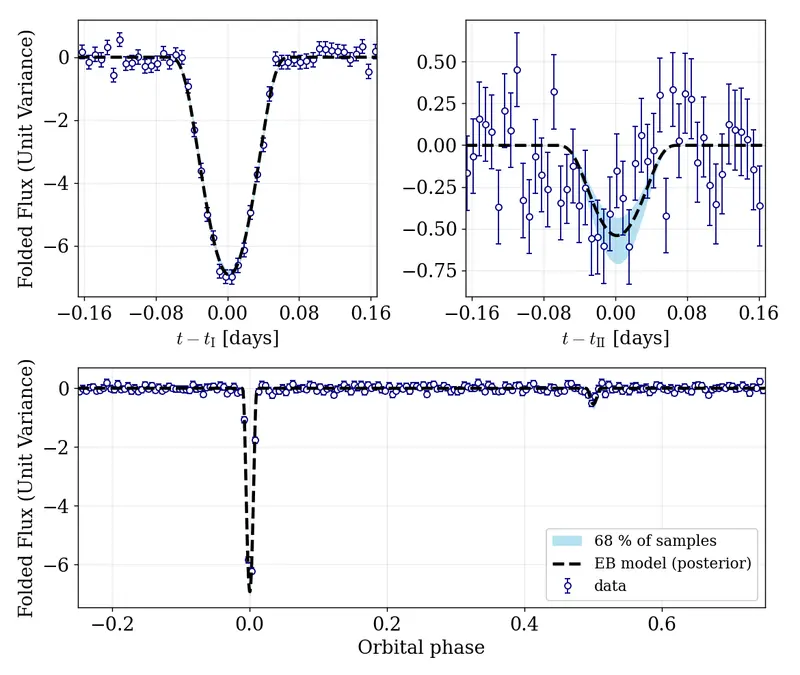 Folded Flux (Unit Variance)
0
−2
−4
−6
−0.16 −0.08 0.00 0.08 0.16
t − tI [days]
0.50
0.25
0.00
−0.25
−0.50
−0.75
−0.16 −0.08 0.00 0.08 0.16
t − tII [days]
Folded Flux (Unit Variance)
0
−2
−4
−6
68 % of samples
EB model (posterior)
data
−0.2 0.0 0.2 0.4 0.6
Orbital phase